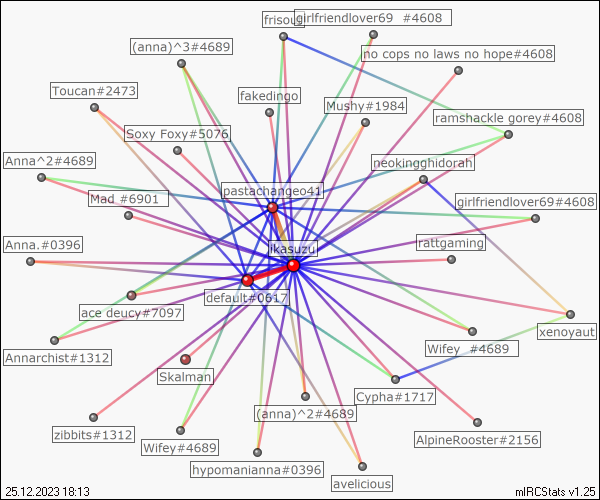 frisou
girlfriendlover69 #4608
(anna)^3#4689
no cops no laws no hope#4608
Toucan#2473
fakedingo
Mushy#1984
ramshackle gorey#4608
Soxy Foxy#5076
Anna^2#4689
neokingghidorah
pastachangeo41
Mad #6901
girlfriendlover69#4608
Anna.#0396
ikasuzu
rattgaming
default#0617
ace deucy#7097
xenoyaut
Annarchist#1312
Wifey #4689
Skalman
Cypha#1717
(anna)^2#4689
zibbits#1312
Wifey#4689
AlpineRooster#2156
hypomanianna#0396
avelicious
25.12.2023 18:13
mIRCStats v1.25